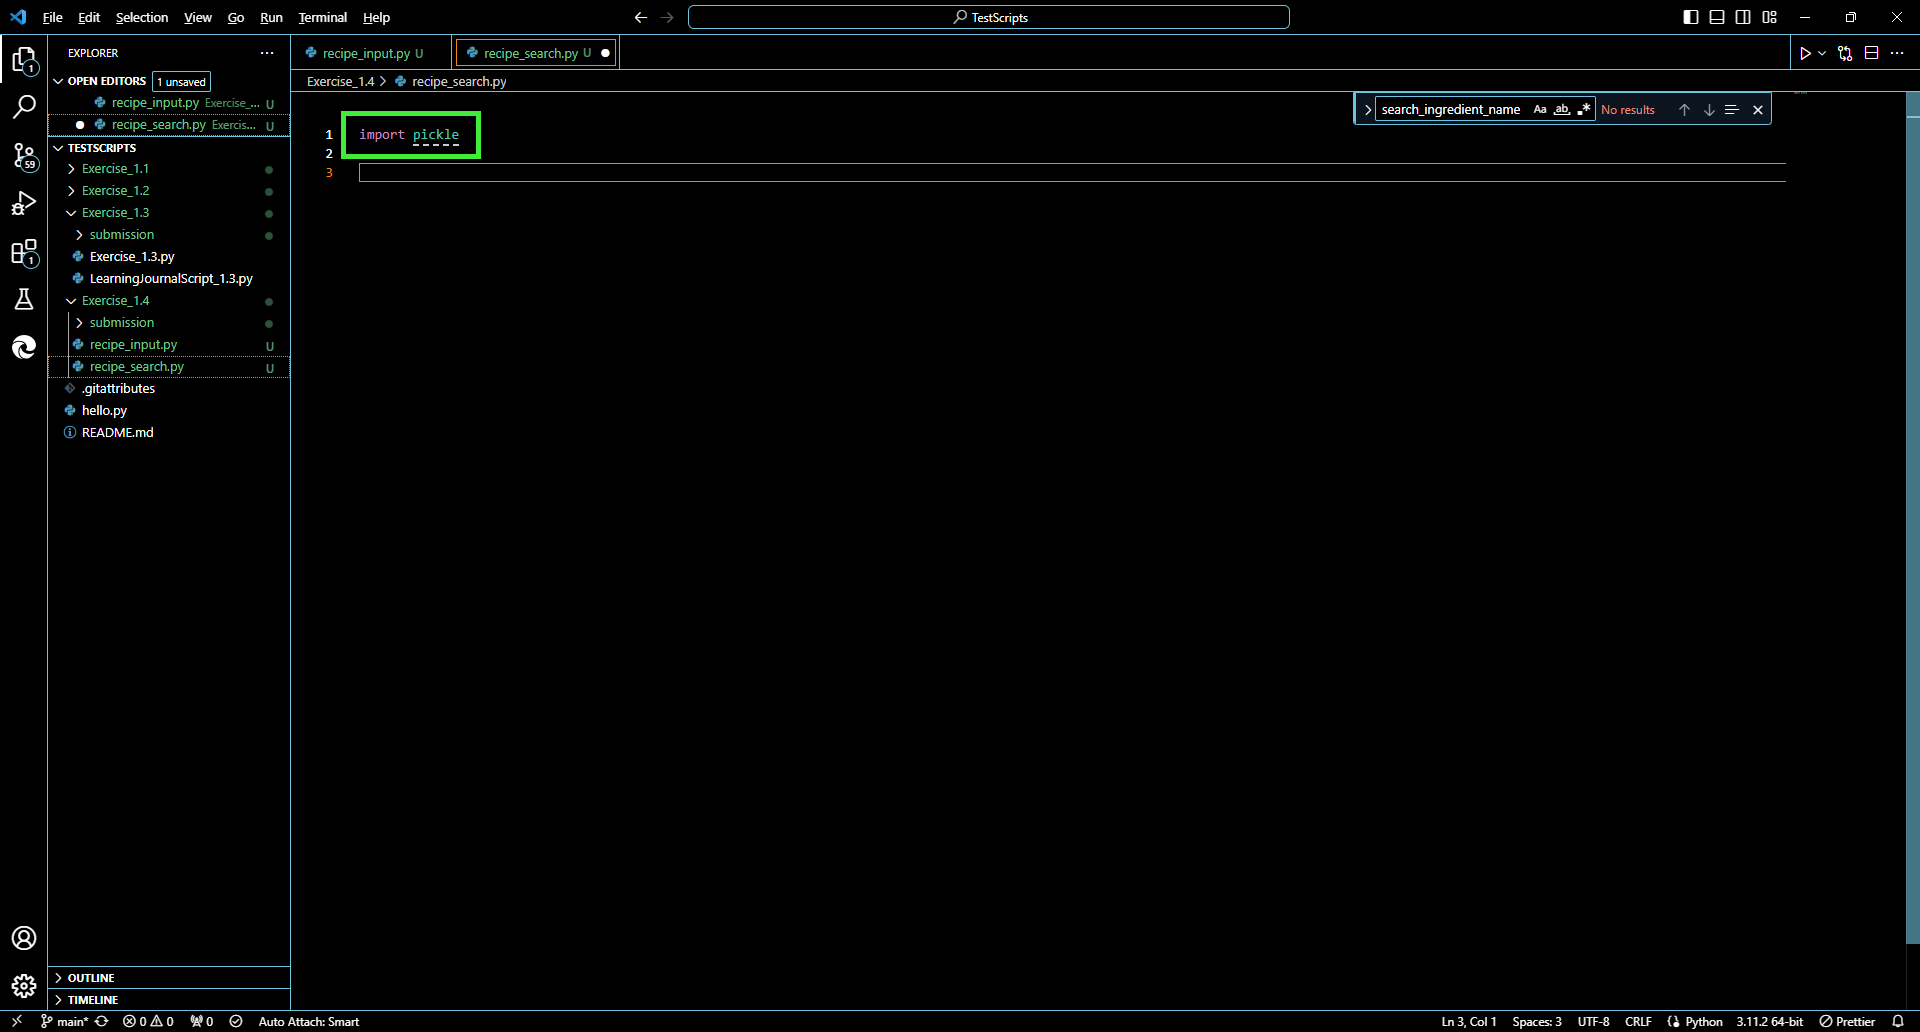 File Edit Selection View Go Run Terminal Help
TestScripts
EXPLORER
OPEN EDITORS 1 unsaved
recipe_input.py Exercise_... U
recipe_search.py Exercis... U
TESTSCRIPTS
Exercise_1.1
Exercise_1.2
Exercise_1.3
submission
Exercise_1.3.py
LearningJournalScript_1.3.py
Exercise_1.4
submission
recipe_input.py U
recipe_search.py U
.gitattributes
hello.py
README.md
OUTLINE
TIMELINE
1
59
1
recipe_input.py U
recipe_search.py U
Exercise_1.4 > recipe_search.py
search_ingredient_name Aa ab .* No results
1 import pickle
2
3
main* 0 0 0 Auto Attach: Smart
Ln 3, Col 1 Spaces: 3 UTF-8 CRLF Python 3.11.2 64-bit Prettier